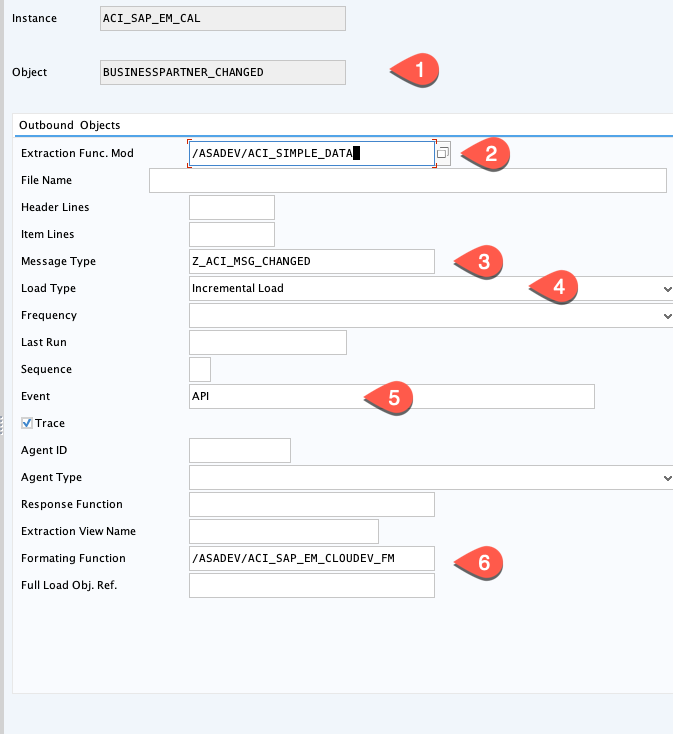 Instance ACI_SAP_EM_CAL
Object BUSINESSPARTNER_CHANGED 1
Outbound Objects
Extraction Func. Mod /ASADEV/ACI_SIMPLE_DATA 2
File Name
Header Lines
Item Lines
Message Type Z_ACI_MSG_CHANGED 3
Load Type Incremental Load 4
Frequency
Last Run
Sequence
Event API 5
Trace
Agent ID
Agent Type
Response Function
Extraction View Name
Formating Function /ASADEV/ACI_SAP_EM_CLOUDEV_FM 6
Full Load Obj. Ref.